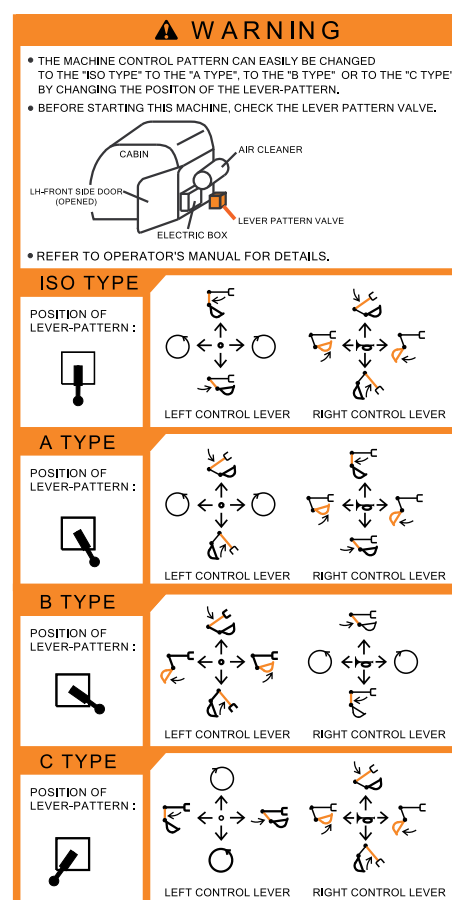 WARNING
• THE MACHINE CONTROL PATTERN CAN EASILY BE CHANGED
TO THE "ISO TYPE" TO THE "A TYPE", TO THE "B TYPE" OR TO THE "C TYPE"
BY CHANGING THE POSITON OF THE LEVER-PATTERN.
• BEFORE STARTING THIS MACHINE, CHECK THE LEVER PATTERN VALVE.
CABIN
AIR CLEANER
LH-FRONT SIDE DOOR
(OPENED)
LEVER PATTERN VALVE
ELECTRIC BOX
• REFER TO OPERATOR'S MANUAL FOR DETAILS.
ISO TYPE
POSITION OF
LEVER-PATTERN :
LEFT CONTROL LEVER
RIGHT CONTROL LEVER
A TYPE
POSITION OF
LEVER-PATTERN :
LEFT CONTROL LEVER
RIGHT CONTROL LEVER
B TYPE
POSITION OF
LEVER-PATTERN :
LEFT CONTROL LEVER
RIGHT CONTROL LEVER
C TYPE
POSITION OF
LEVER-PATTERN :
LEFT CONTROL LEVER
RIGHT CONTROL LEVER